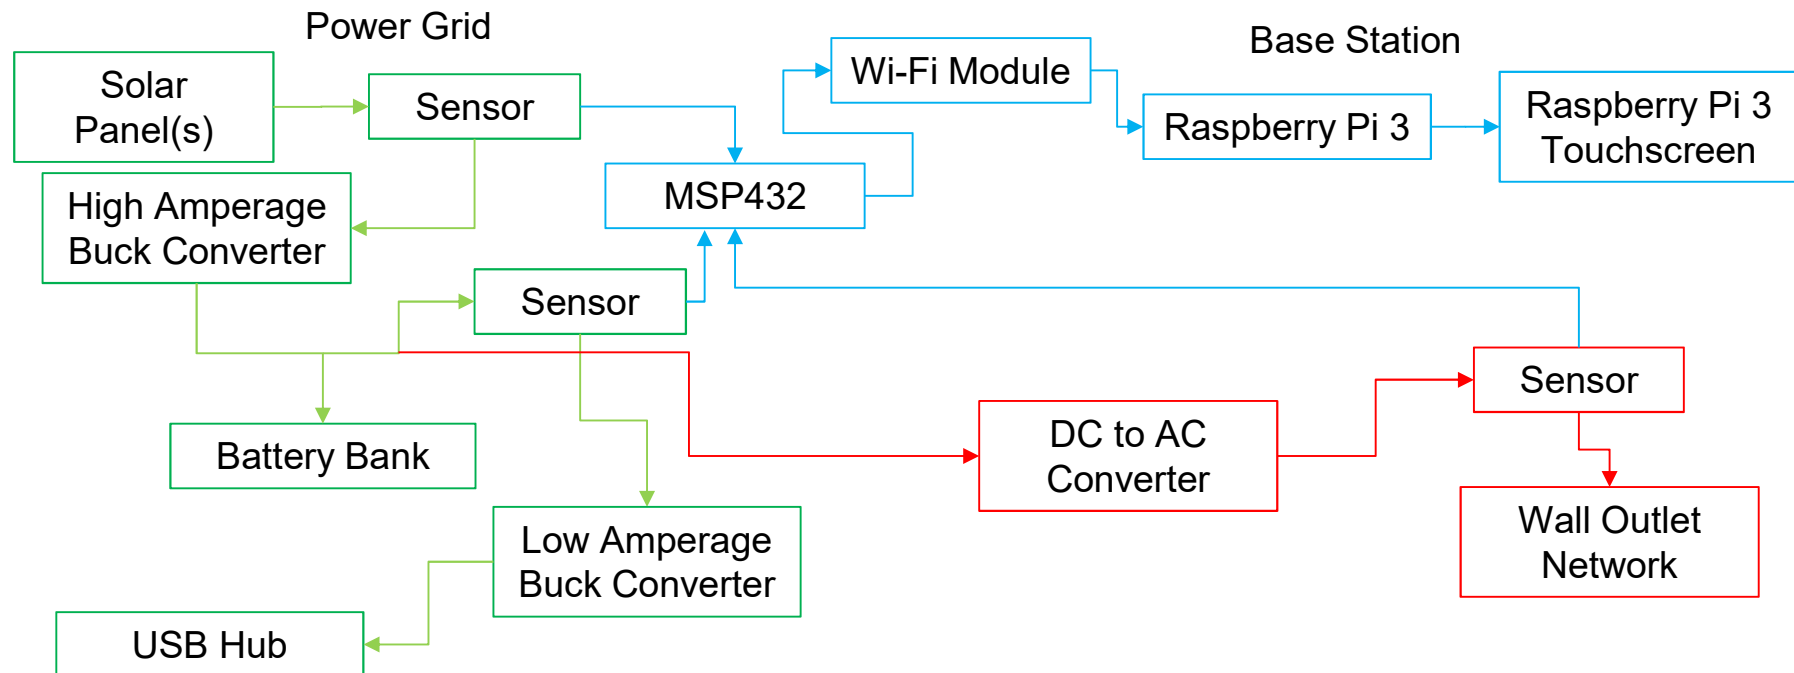 Power Grid
Base Station
Solar
Panel(s)
Sensor
Wi-Fi Module
Raspberry Pi 3
Raspberry Pi 3
Touchscreen
High Amperage
Buck Converter
MSP432
Sensor
Sensor
Battery Bank
DC to AC
Converter
Low Amperage
Buck Converter
Wall Outlet
Network
USB Hub